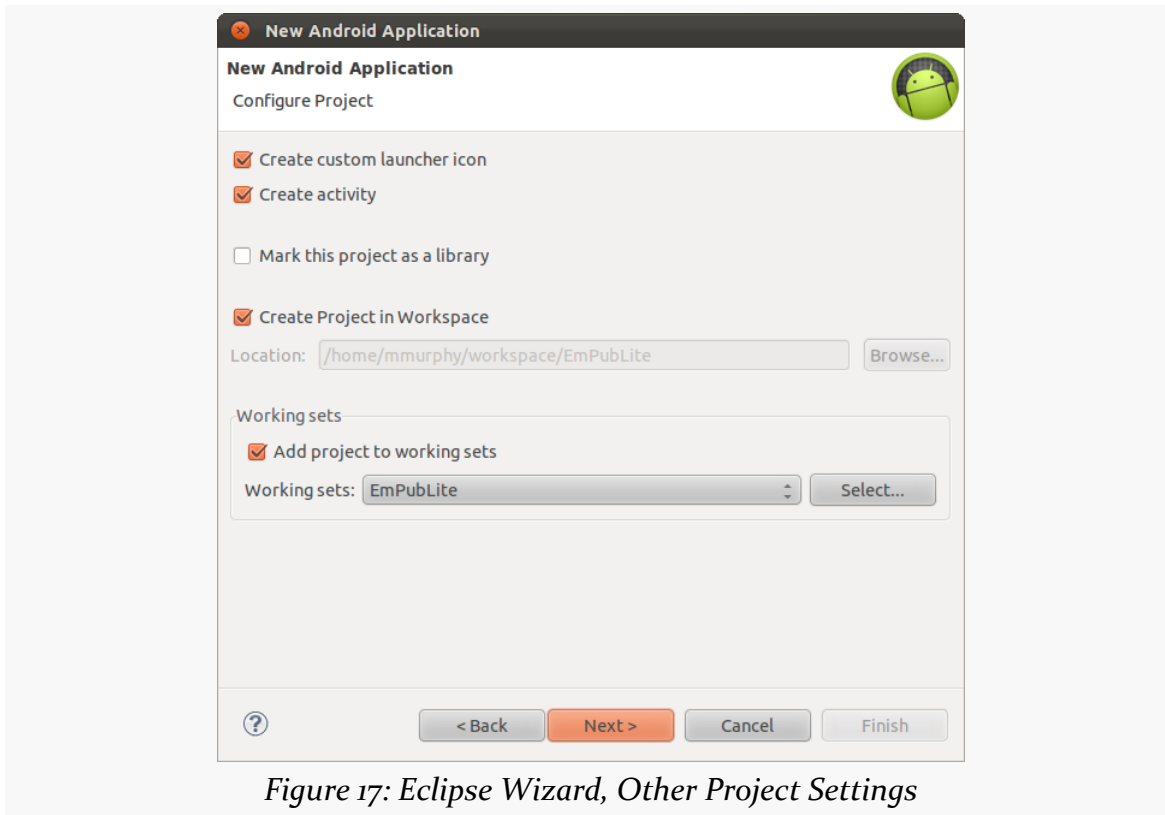 New Android Application
New Android Application
Configure Project
Create custom launcher icon
Create activity
Mark this project as a library
Create Project in Workspace
Location: /home/mmurphy/workspace/EmPubLite Browse...
Working sets
Add project to working sets
Working sets: EmPubLite Select...
? < Back Next > Cancel Finish
Figure 17: Eclipse Wizard, Other Project Settings